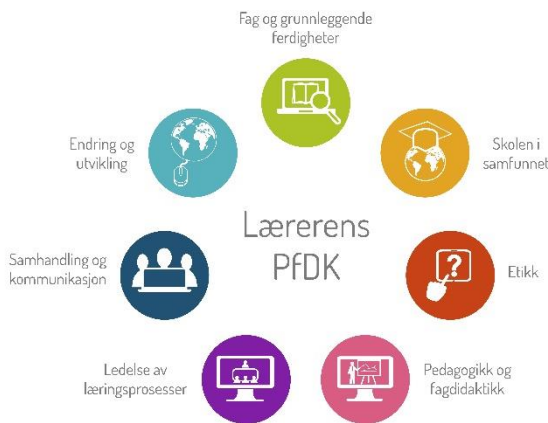 Fag og grunnleggende
ferdigheter
Endring og
utvikling
Skolen i
samfunnet
Lærerens
PfDK
Samhandling og
kommunikasjon
Etikk
?
Ledelse av
læringsprosesser
Pedagogikk og
fagdidaktikk